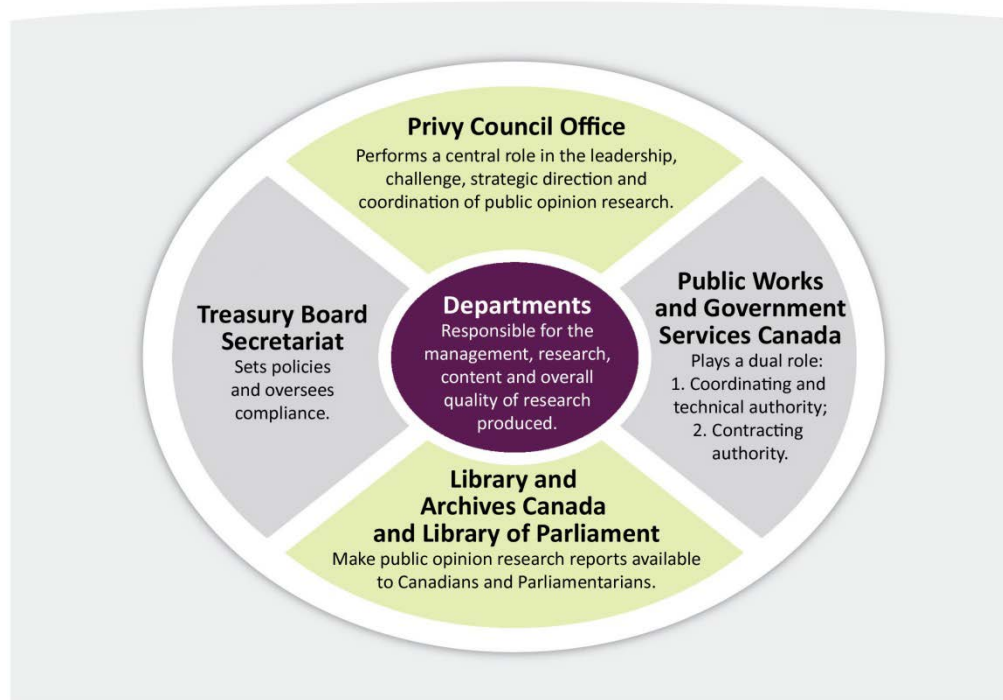 Privy Council Office
Performs a central role in the leadership,
challenge, strategic direction and
coordination of public opinion research.
Treasury Board
Secretariat
Sets policies
and oversees
compliance.
Departments
Responsible for the
management, research,
content and overall
quality of research
produced.
Public Works
and Government
Services Canada
Plays a dual role:
1. Coordinating and
technical authority;
2. Contracting
authority.
Library and
Archives Canada
and Library of Parliament
Make public opinion research reports available
to Canadians and Parliamentarians.